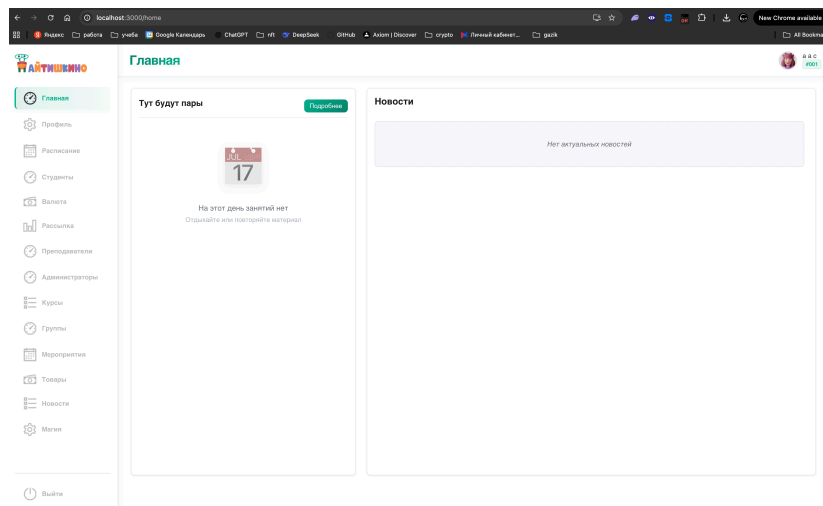 localhost:3000/home
New Chrome available
Яндекс
работа
учеба
Google Календарь
ChatGPT
nft
DeepSeek
GitHub
Axiom | Discover
crypto
Личный кабинет...
gazik
All Bookma
АЙТИШКИНО
Главная
a a c
#001
Главная
Профиль
Расписание
Студенты
Валюта
Рассылка
Преподаватели
Администраторы
Курсы
Группы
Мероприятия
Товары
Новости
Магия
Выйти
Тут будут пары
Подробнее
JUL
17
На этот день занятий нет
Отдыхайте или повторяйте материал
Новости
Нет актуальных новостей